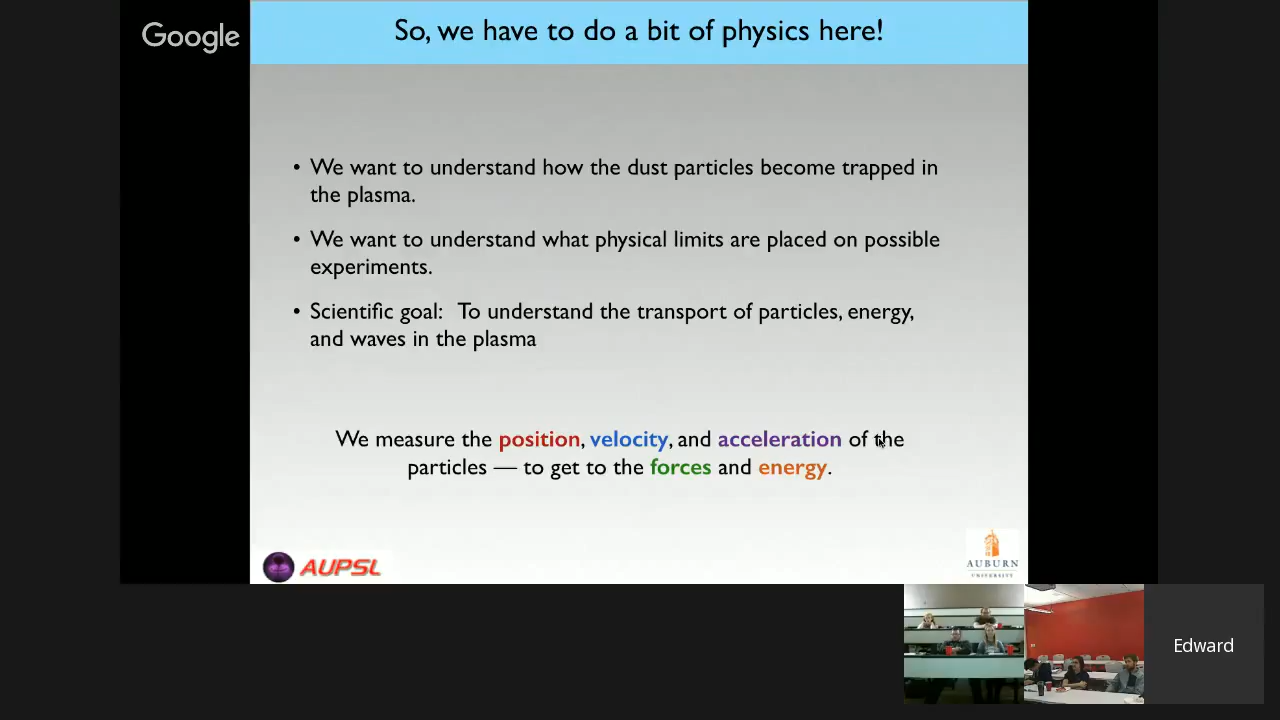 Google
So, we have to do a bit of physics here!
• We want to understand how the dust particles become trapped in
the plasma.
• We want to understand what physical limits are placed on possible
experiments.
• Scientific goal: To understand the transport of particles, energy,
and waves in the plasma
We measure the position, velocity, and acceleration of the
particles — to get to the forces and energy.
AUPSL
AUBURN
UNIVERSITY
Edward